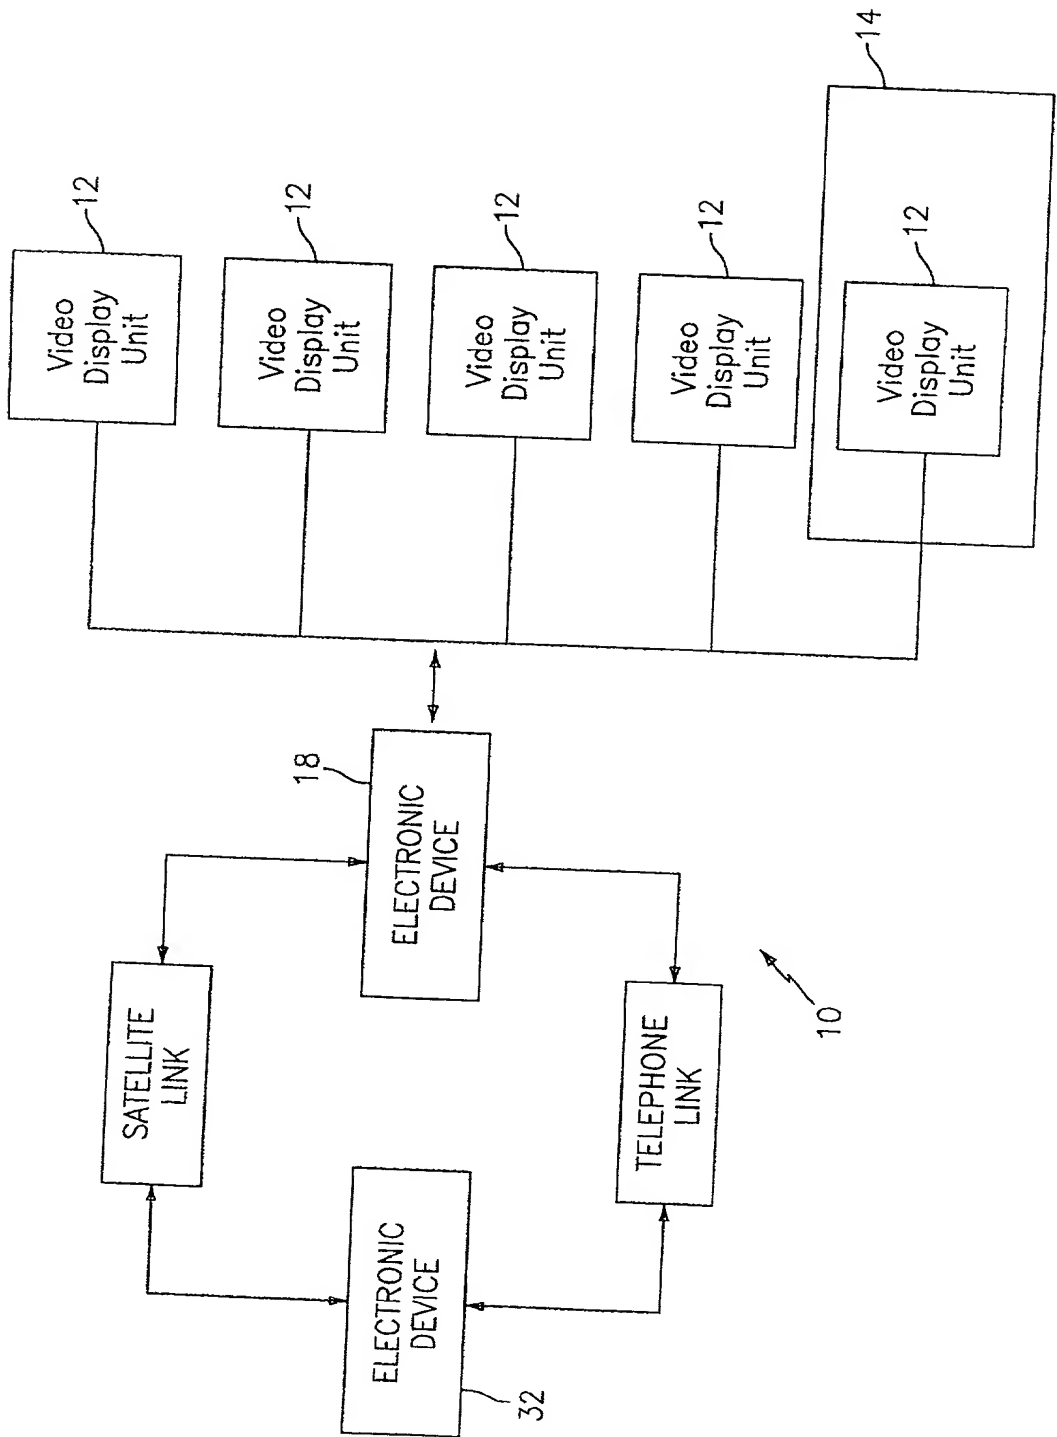 14
12
12
12
12
12
Video
Display
Unit
Video
Display
Unit
Video
Display
Unit
Video
Display
Unit
Video
Display
Unit
18
ELECTRONIC
DEVICE
SATELLITE
LINK
TELEPHONE
LINK
10
ELECTRONIC
DEVICE
32